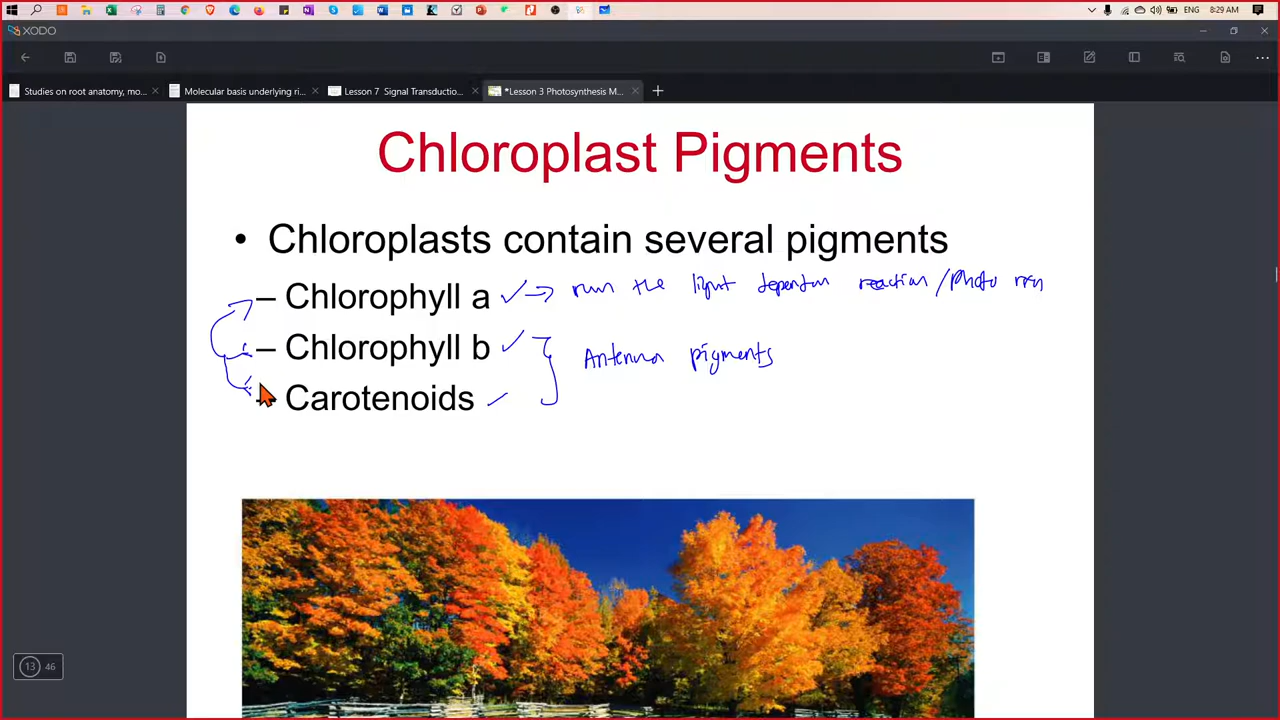 ENG 8:29 AM
XODO
Studies on root anatomy, mo...
Molecular basis underlying ri...
Lesson 7 Signal Transductio...
*Lesson 3 Photosynthesis M...
Chloroplast Pigments
• Chloroplasts contain several pigments
– Chlorophyll a → run the light dependent reaction/Photo rxn
– Chlorophyll b
Antenna pigments
– Carotenoids
13 46